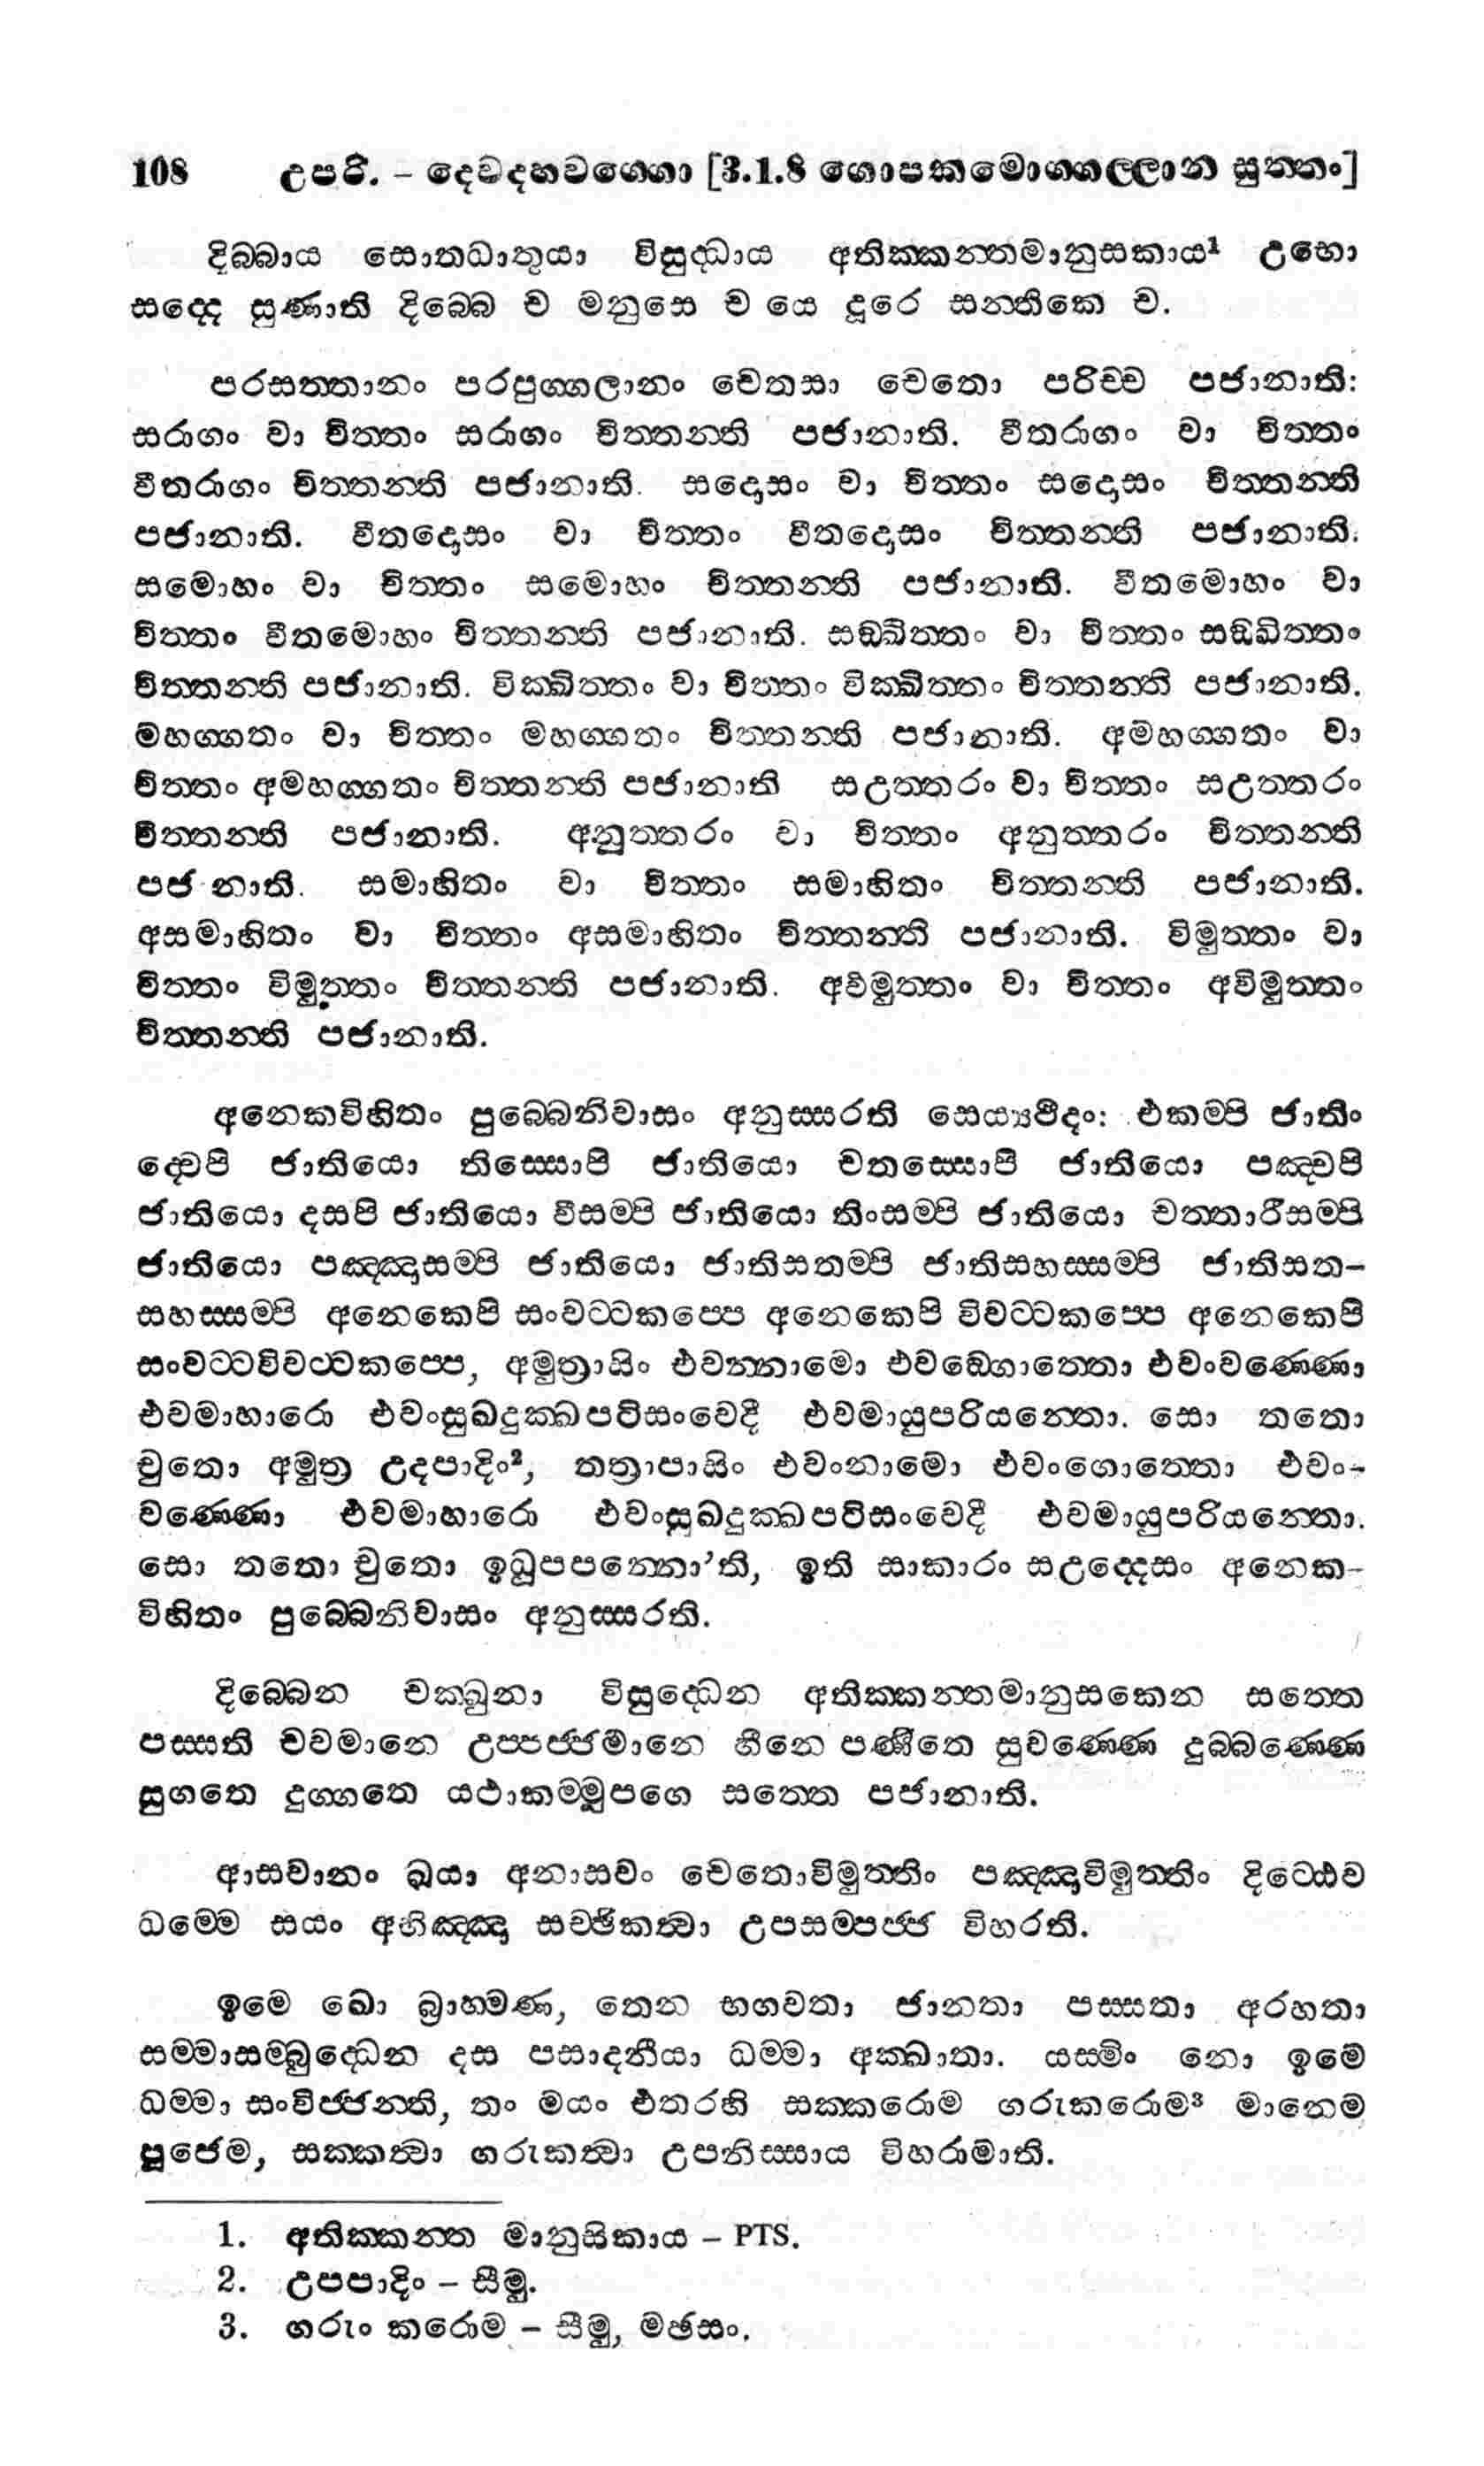 108 උපරි. – දෙවදහවග්ගො [3.1.8 ගොපකමොග්ගල්ලාන සුත්තං]
දිබ්බාය සොතධාතුයා විසුද්ධාය අතික්කන්තමානුසකාය¹ උභො
සද්දෙ සුණාති දිබ්බෙ ච මනුසෙ ච යෙ දූරෙ සන්තිකෙ ච.
පරසත්තානං පරපුග්ගලානං චෙතසා චෙතො පරිච්ච පජානාති:
සරාගං වා චිත්තං සරාගං චිත්තන්ති පජානාති. වීතරාගං වා චිත්තං
වීතරාගං චිත්තන්ති පජානාති. සදොසං වා චිත්තං සදොසං චිත්තන්ති
පජානාති. වීතදොසං වා චිත්තං වීතදොසං චිත්තන්ති පජානාති.
සමොහං වා චිත්තං සමොහං චිත්තන්ති පජානාති. වීතමොහං වා
චිත්තං වීතමොහං චිත්තන්ති පජානාති. සඞ්ඛිත්තං වා චිත්තං සඞ්ඛිත්තං
චිත්තන්ති පජානාති. වික්ඛිත්තං වා චිත්තං වික්ඛිත්තං චිත්තන්ති පජානාති.
මහග්ගතං වා චිත්තං මහග්ගතං චිත්තන්ති පජානාති. අමහග්ගතං වා
චිත්තං අමහග්ගතං චිත්තන්ති පජානාති සඋත්තරං වා චිත්තං සඋත්තරං
චිත්තන්ති පජානාති. අනුත්තරං වා චිත්තං අනුත්තරං චිත්තන්ති
පජ නාති. සමාහිතං වා චිත්තං සමාහිතං චිත්තන්ති පජානාති.
අසමාහිතං වා චිත්තං අසමාහිතං චිත්තන්ති පජානාති. විමුත්තං වා
චිත්තං විමුත්තං චිත්තන්ති පජානාති. අවිමුත්තං වා චිත්තං අවිමුත්තං
චිත්තන්ති පජානාති.
අනෙකවිහිතං පුබ්බෙනිවාසං අනුස්සරති සෙය්‍යථීදං: එකම්පි ජාතිං
ද්වෙපි ජාතියො තිස්සොපි ජාතියො චතස්සොපි ජාතියො පඤ්චපි
ජාතියො දසපි ජාතියො වීසම්පි ජාතියො තිංසම්පි ජාතියො චත්තාරීසම්පි
ජාතියො පඤ්ඤාසම්පි ජාතියො ජාතිසතම්පි ජාතිසහස්සම්පි ජාතිසත–
සහස්සම්පි අනෙකෙපි සංවට්ටකප්පෙ අනෙකෙපි විවට්ටකප්පෙ අනෙකෙපි
සංවට්ටවිවට්ටකප්පෙ, අමුත්‍රාසිං එවන්නාමො එවඞ්ගොත්තො එවංවණ්ණො
එවමාහාරො එවංසුඛදුක්ඛපටිසංවෙදී එවමායුපරියන්තො. සො තතො
චුතො අමුත්‍ර උදපාදිං², තත්‍රාපාසිං එවංනාමො එවංගොත්තො එවං–
වණ්ණො එවමාහාරො එවංසුඛදුක්ඛපටිසංවෙදී එවමායුපරියන්තො.
සො තතො චුතො ඉධූපපන්නො’ති, ඉති සාකාරං සඋද්දෙසං අනෙක–
විහිතං පුබ්බෙනිවාසං අනුස්සරති.
දිබ්බෙන චක්ඛුනා විසුද්ධෙන අතික්කන්තමානුසකෙන සත්තෙ
පස්සති චවමානෙ උප්පජ්ජමානෙ හීනෙ පණීතෙ සුවණ්ණෙ දුබ්බණ්ණෙ
සුගතෙ දුග්ගතෙ යථාකම්මූපගෙ සත්තෙ පජානාති.
ආසවානං ඛයා අනාසවං චෙතොවිමුත්තිං පඤ්ඤාවිමුත්තිං දිට්ඨෙව
ධම්මෙ සයං අභිඤ්ඤා සච්ඡිකත්‍වා උපසම්පජ්ජ විහරති.
ඉමෙ ඛො බ්‍රාහ්මණ, තෙන භගවතා ජානතා පස්සතා අරහතා
සම්මාසම්බුද්ධෙන දස පසාදනීයා ධම්මා අක්ඛාතා. යස්මිං නො ඉමෙ
ධම්මා සංවිජ්ජන්ති, තං මයං එතරහි සක්කරොම ගරුකරොම³ මානෙම
පූජෙම, සක්කත්‍වා ගරුකත්‍වා උපනිස්සාය විහරාමාති.
1. අතික්කන්ත මානුසිකාය – PTS.
2. උපපාදිං – සීමු.
3. ගරුං කරොම – සීමු, මඡසං.